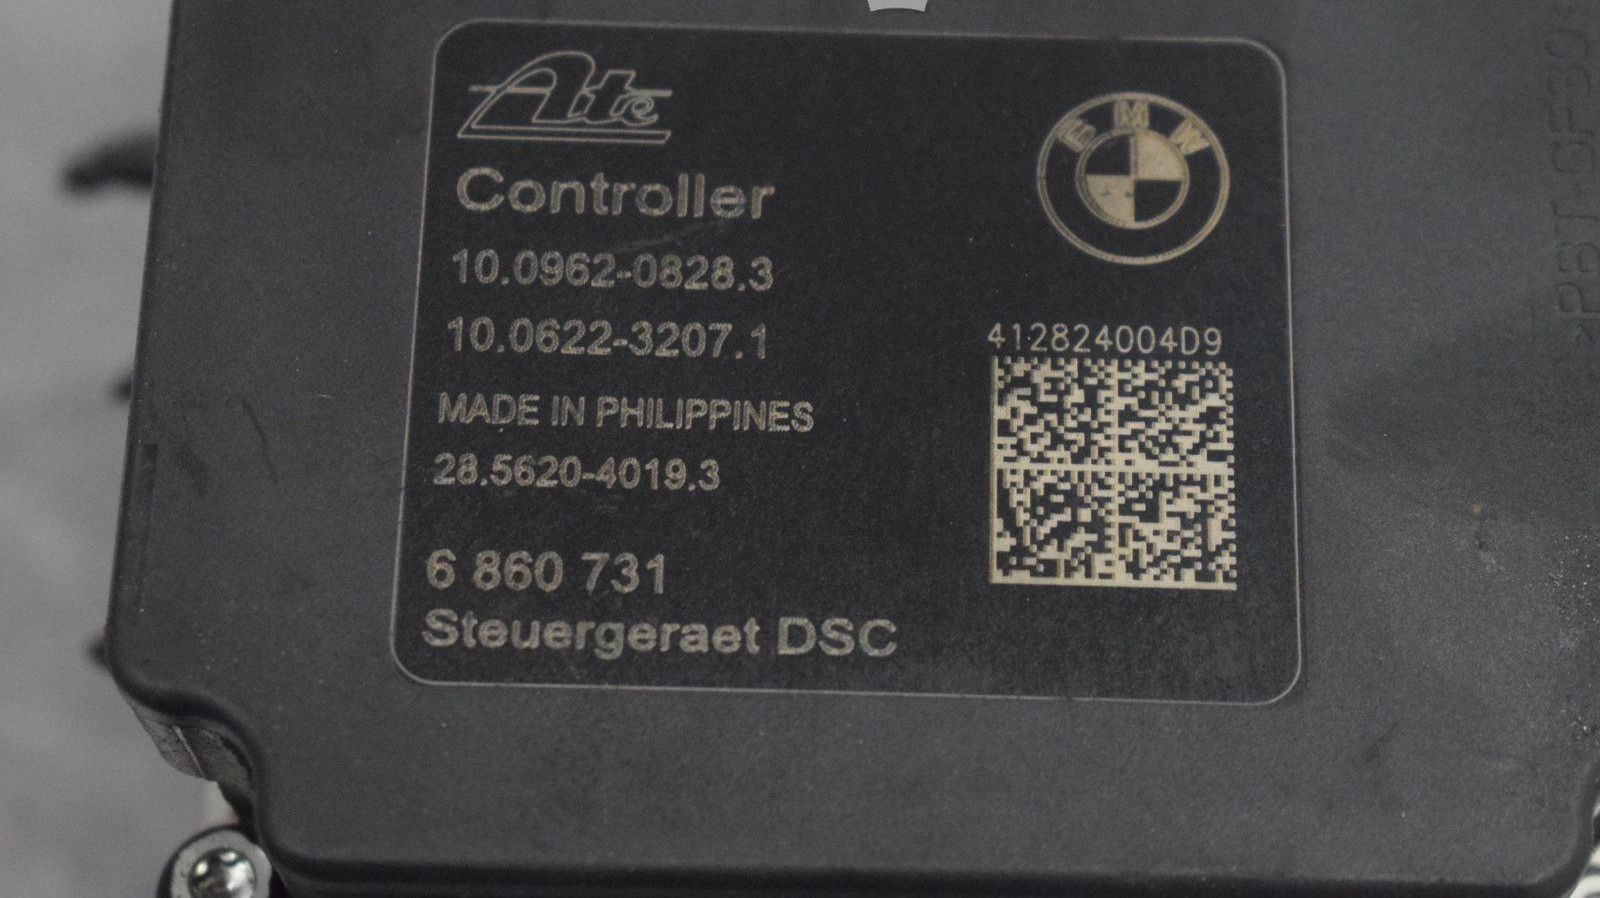 Ate
Controller
10.0962-0828.3
10.0622-3207.1
MADE IN PHILIPPINES
28.5620-4019.3
6 860 731
Steuergeraet DSC
BMW
412824004D9